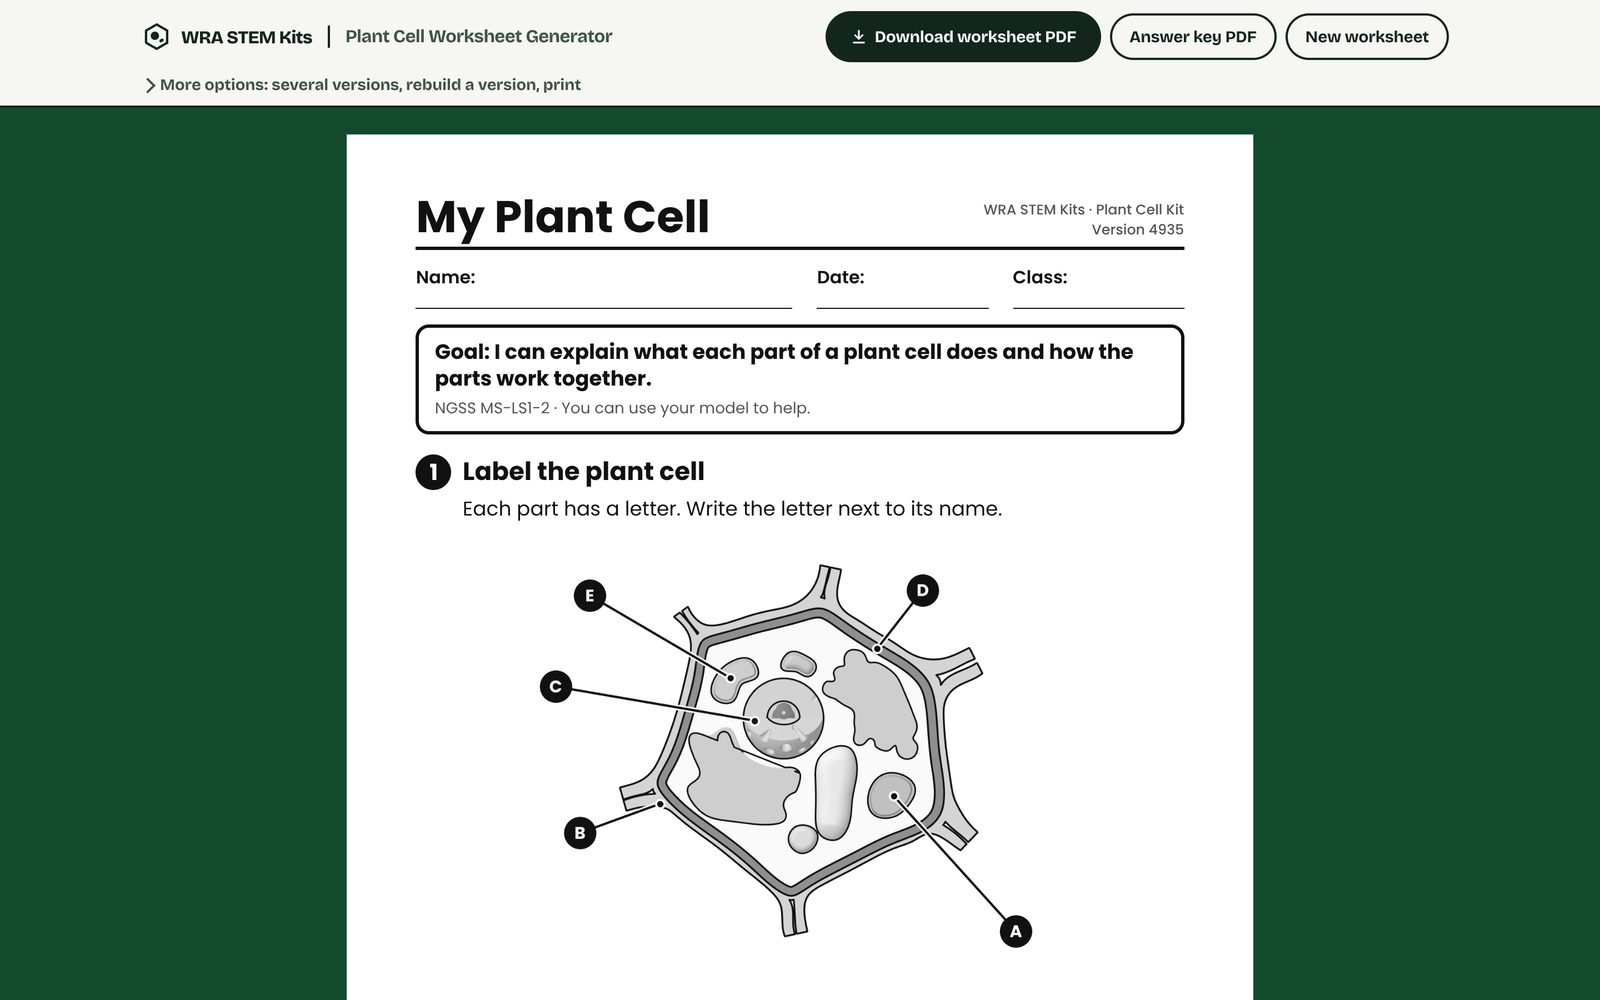 WRA STEM Kits | Plant Cell Worksheet Generator
Download worksheet PDF
Answer key PDF
New worksheet
More options: several versions, rebuild a version, print
My Plant Cell
WRA STEM Kits · Plant Cell Kit
Version 4935
Name:
Date:
Class:
Goal: I can explain what each part of a plant cell does and how the
parts work together.
NGSS MS-LS1-2 · You can use your model to help.
1 Label the plant cell
Each part has a letter. Write the letter next to its name.
E
D
C
B
A